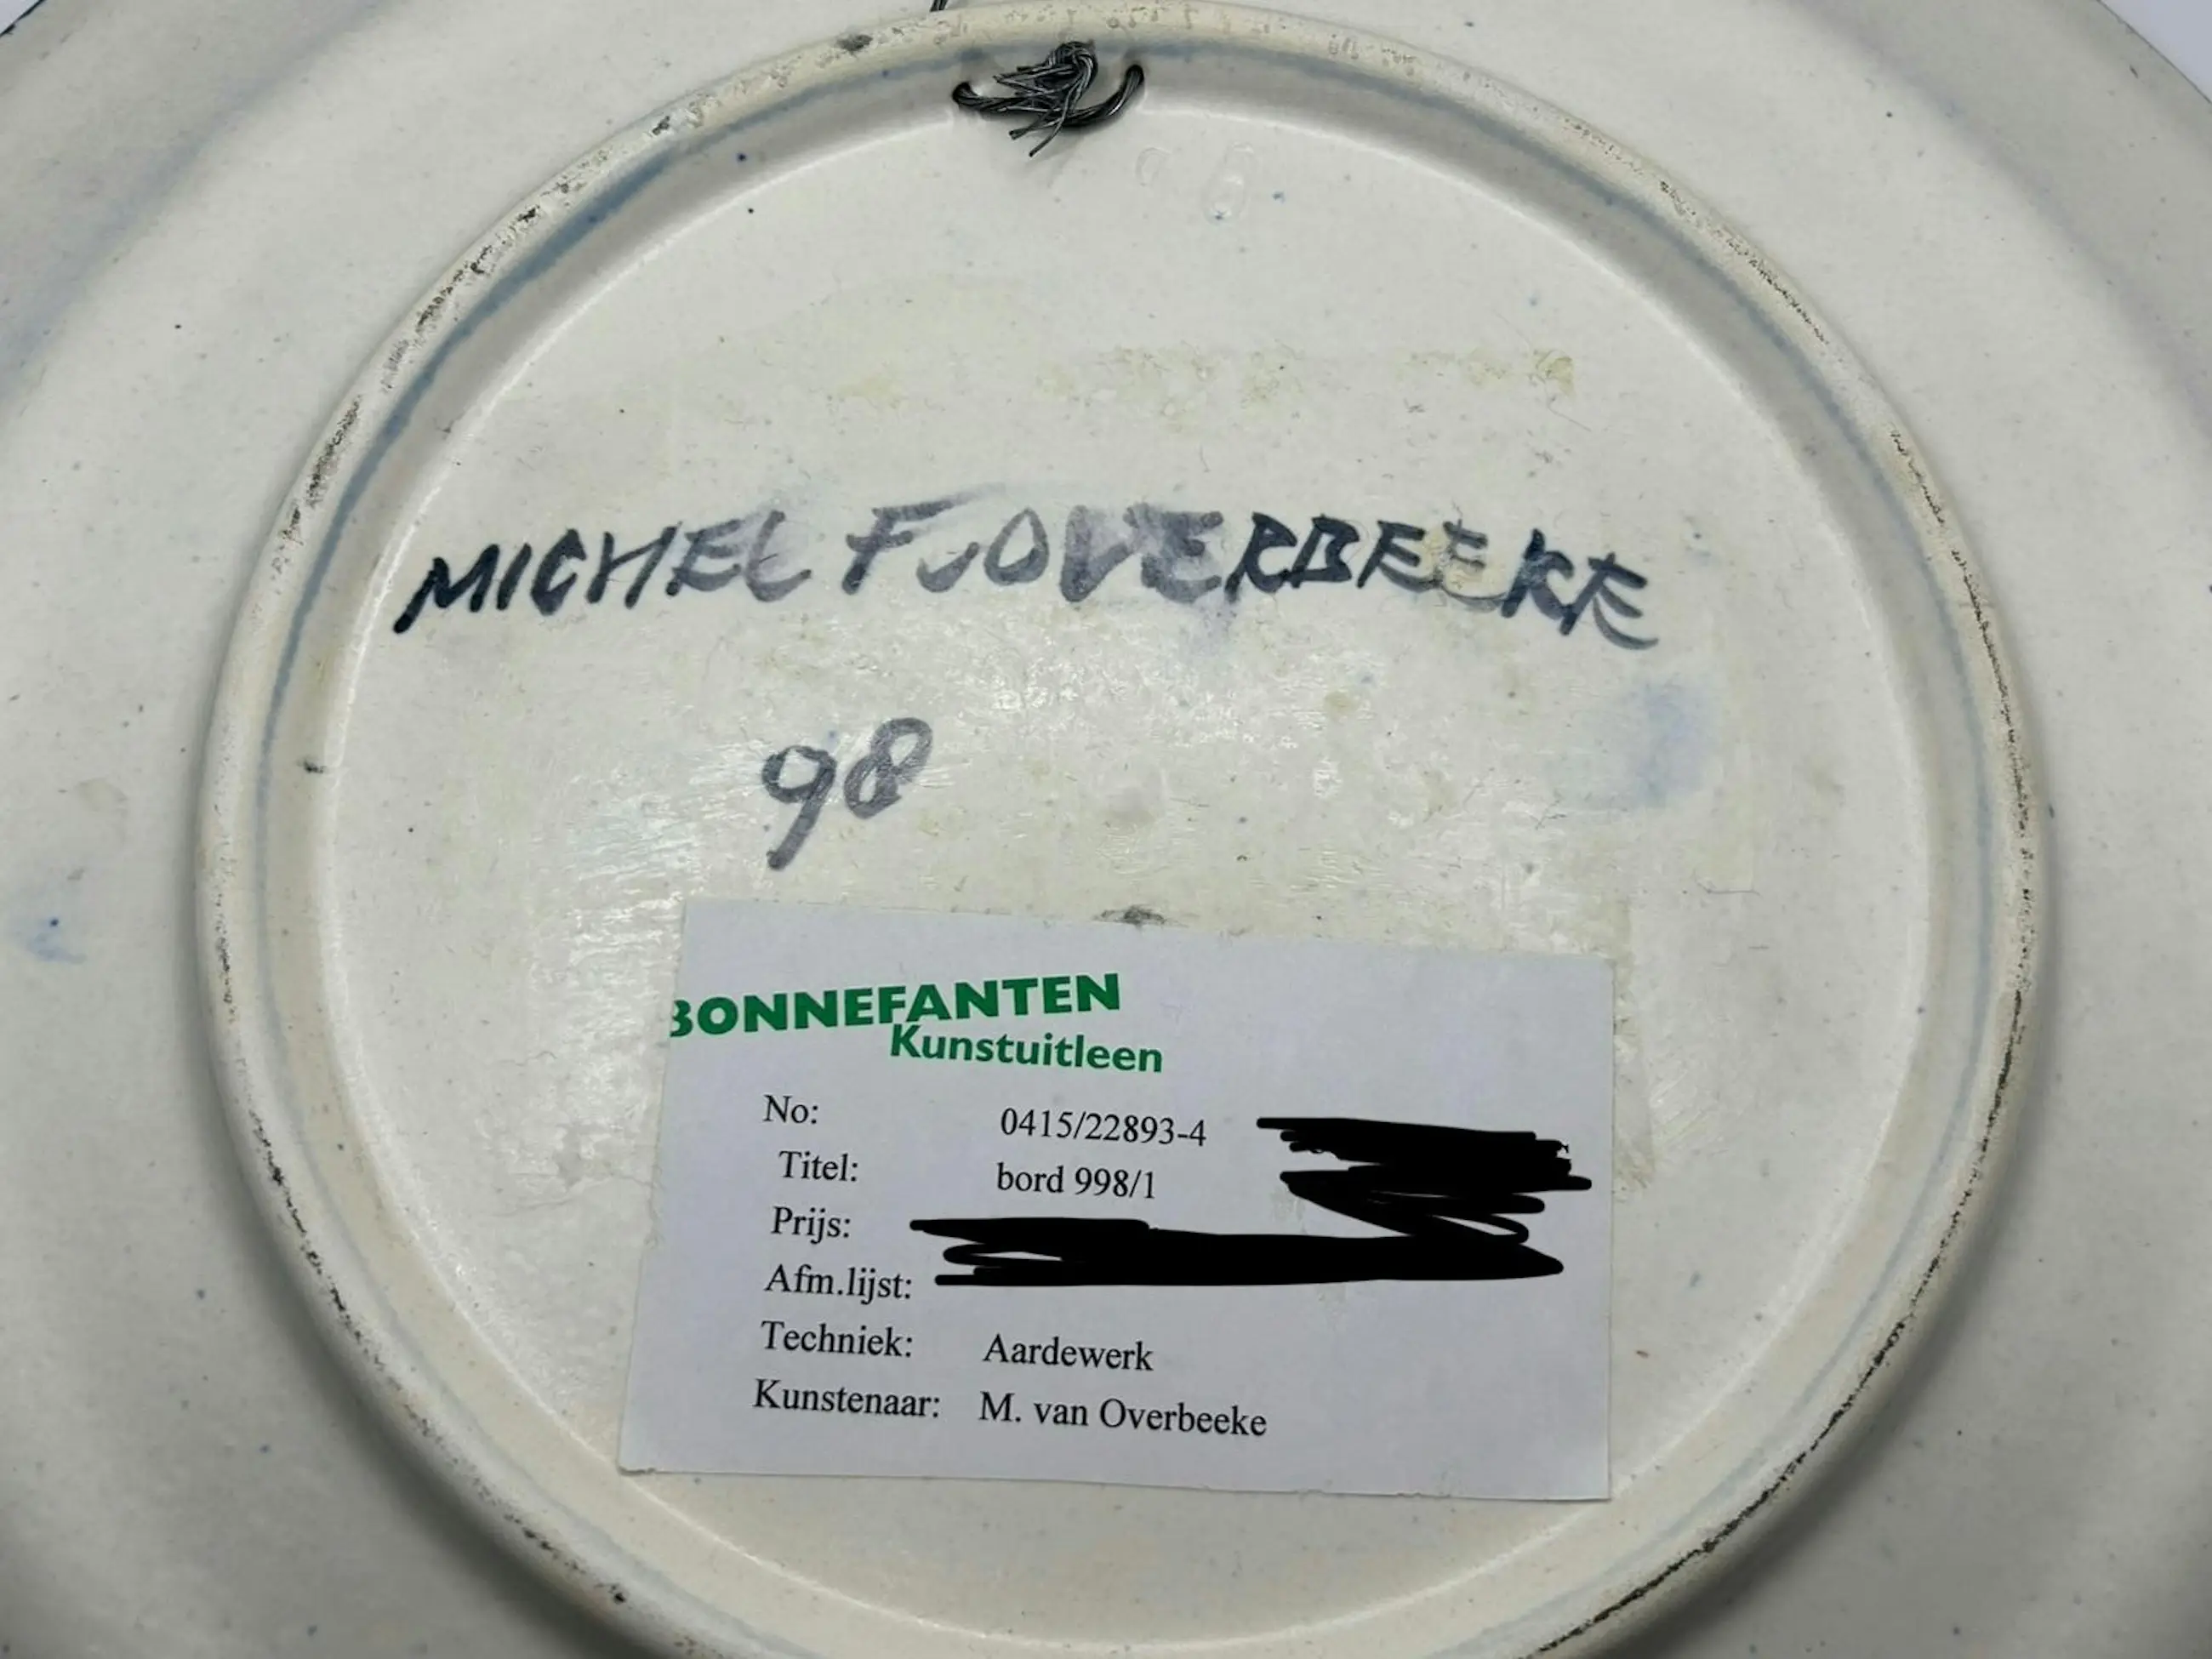 MICHEL F. OVERBEEKE
98
BONNEFANTEN
Kunstuitleen
No: 0415/22893-4
Titel: bord 998/1
Prijs:
Afm.lijst:
Techniek: Aardewerk
Kunstenaar: M. van Overbeeke